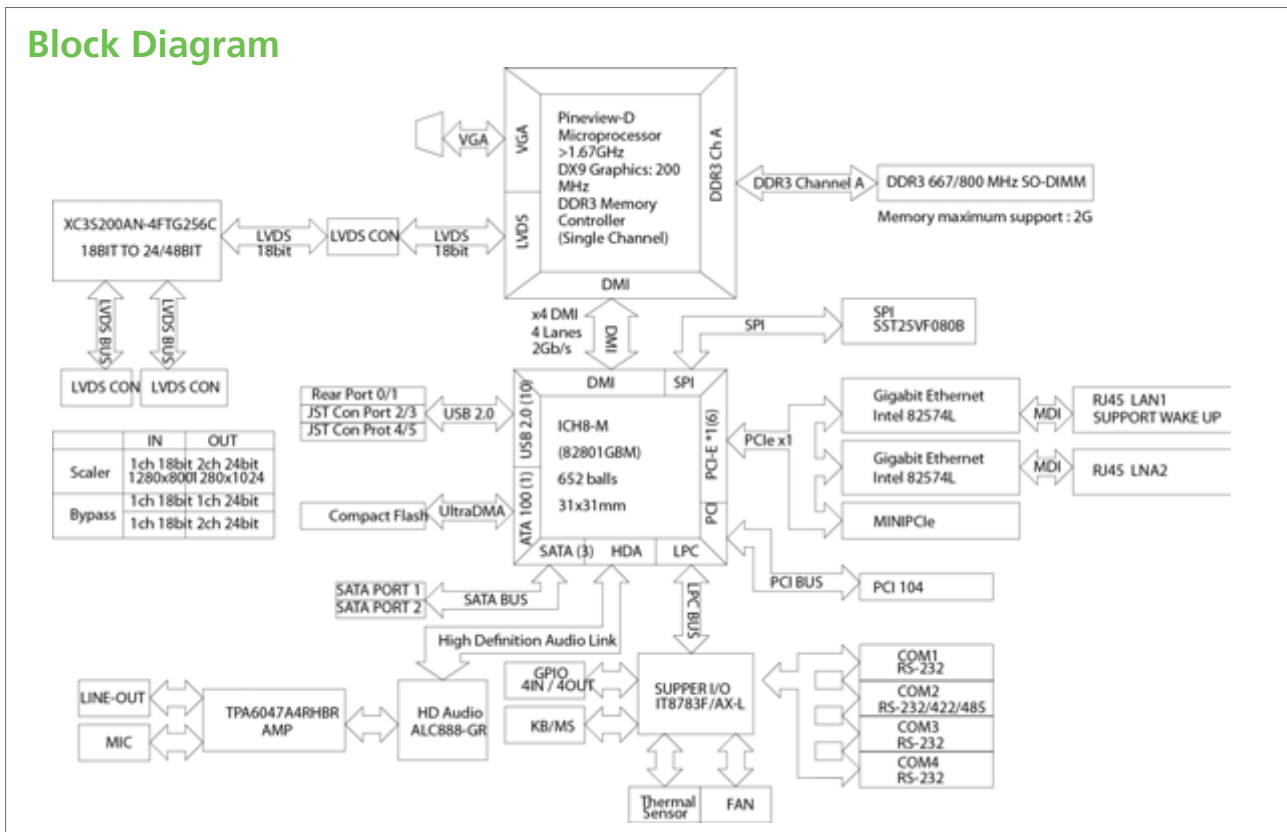 Block Diagram
VGA
VGA
Pineview-D
Microprocessor
>1.67GHz
DX9 Graphics: 200
MHz
DDR3 Memory
Controller
(Single Channel)
DDR3 Ch A
DDR3 Channel A
DDR3 667/800 MHz SO-DIMM
Memory maximum support : 2G
XC3S200AN-4FTG256C
18BIT TO 24/48BIT
LVDS
18bit
LVDS CON
LVDS
18bit
LVDS
DMI
LVDS BUS
LVDS BUS
LVDS CON
LVDS CON
x4 DMI
4 Lanes
2Gb/s
DMI
SPI
SPI
SST25VF080B
DMI
SPI
Rear Port 0/1
JST Con Port 2/3
JST Con Prot 4/5
USB 2.0
USB 2.0 (10)
ICH8-M
(82801GBM)
652 balls
31x31mm
PCI-E *1(6)
PCIe x1
Gigabit Ethernet
Intel 82574L
MDI
RJ45 LAN1
SUPPORT WAKE UP
Gigabit Ethernet
Intel 82574L
MDI
RJ45 LNA2
MINIPCIe
IN OUT
Scaler 1ch 18bit 2ch 24bit
1280x800 1280x1024
Bypass 1ch 18bit 1ch 24bit
1ch 18bit 2ch 24bit
Compact Flash
UltraDMA
ATA 100 (1)
PCI
SATA (3)
HDA
LPC
PCI BUS
PCI 104
SATA PORT 1
SATA PORT 2
SATA BUS
LPC BUS
High Definition Audio Link
LINE-OUT
MIC
TPA6047A4RHBR
AMP
HD Audio
ALC888-GR
GPIO
4IN / 4OUT
KB/MS
SUPPER I/O
IT8783F/AX-L
COM1
RS-232
COM2
RS-232/422/485
COM3
RS-232
COM4
RS-232
Thermal
Sensor
FAN